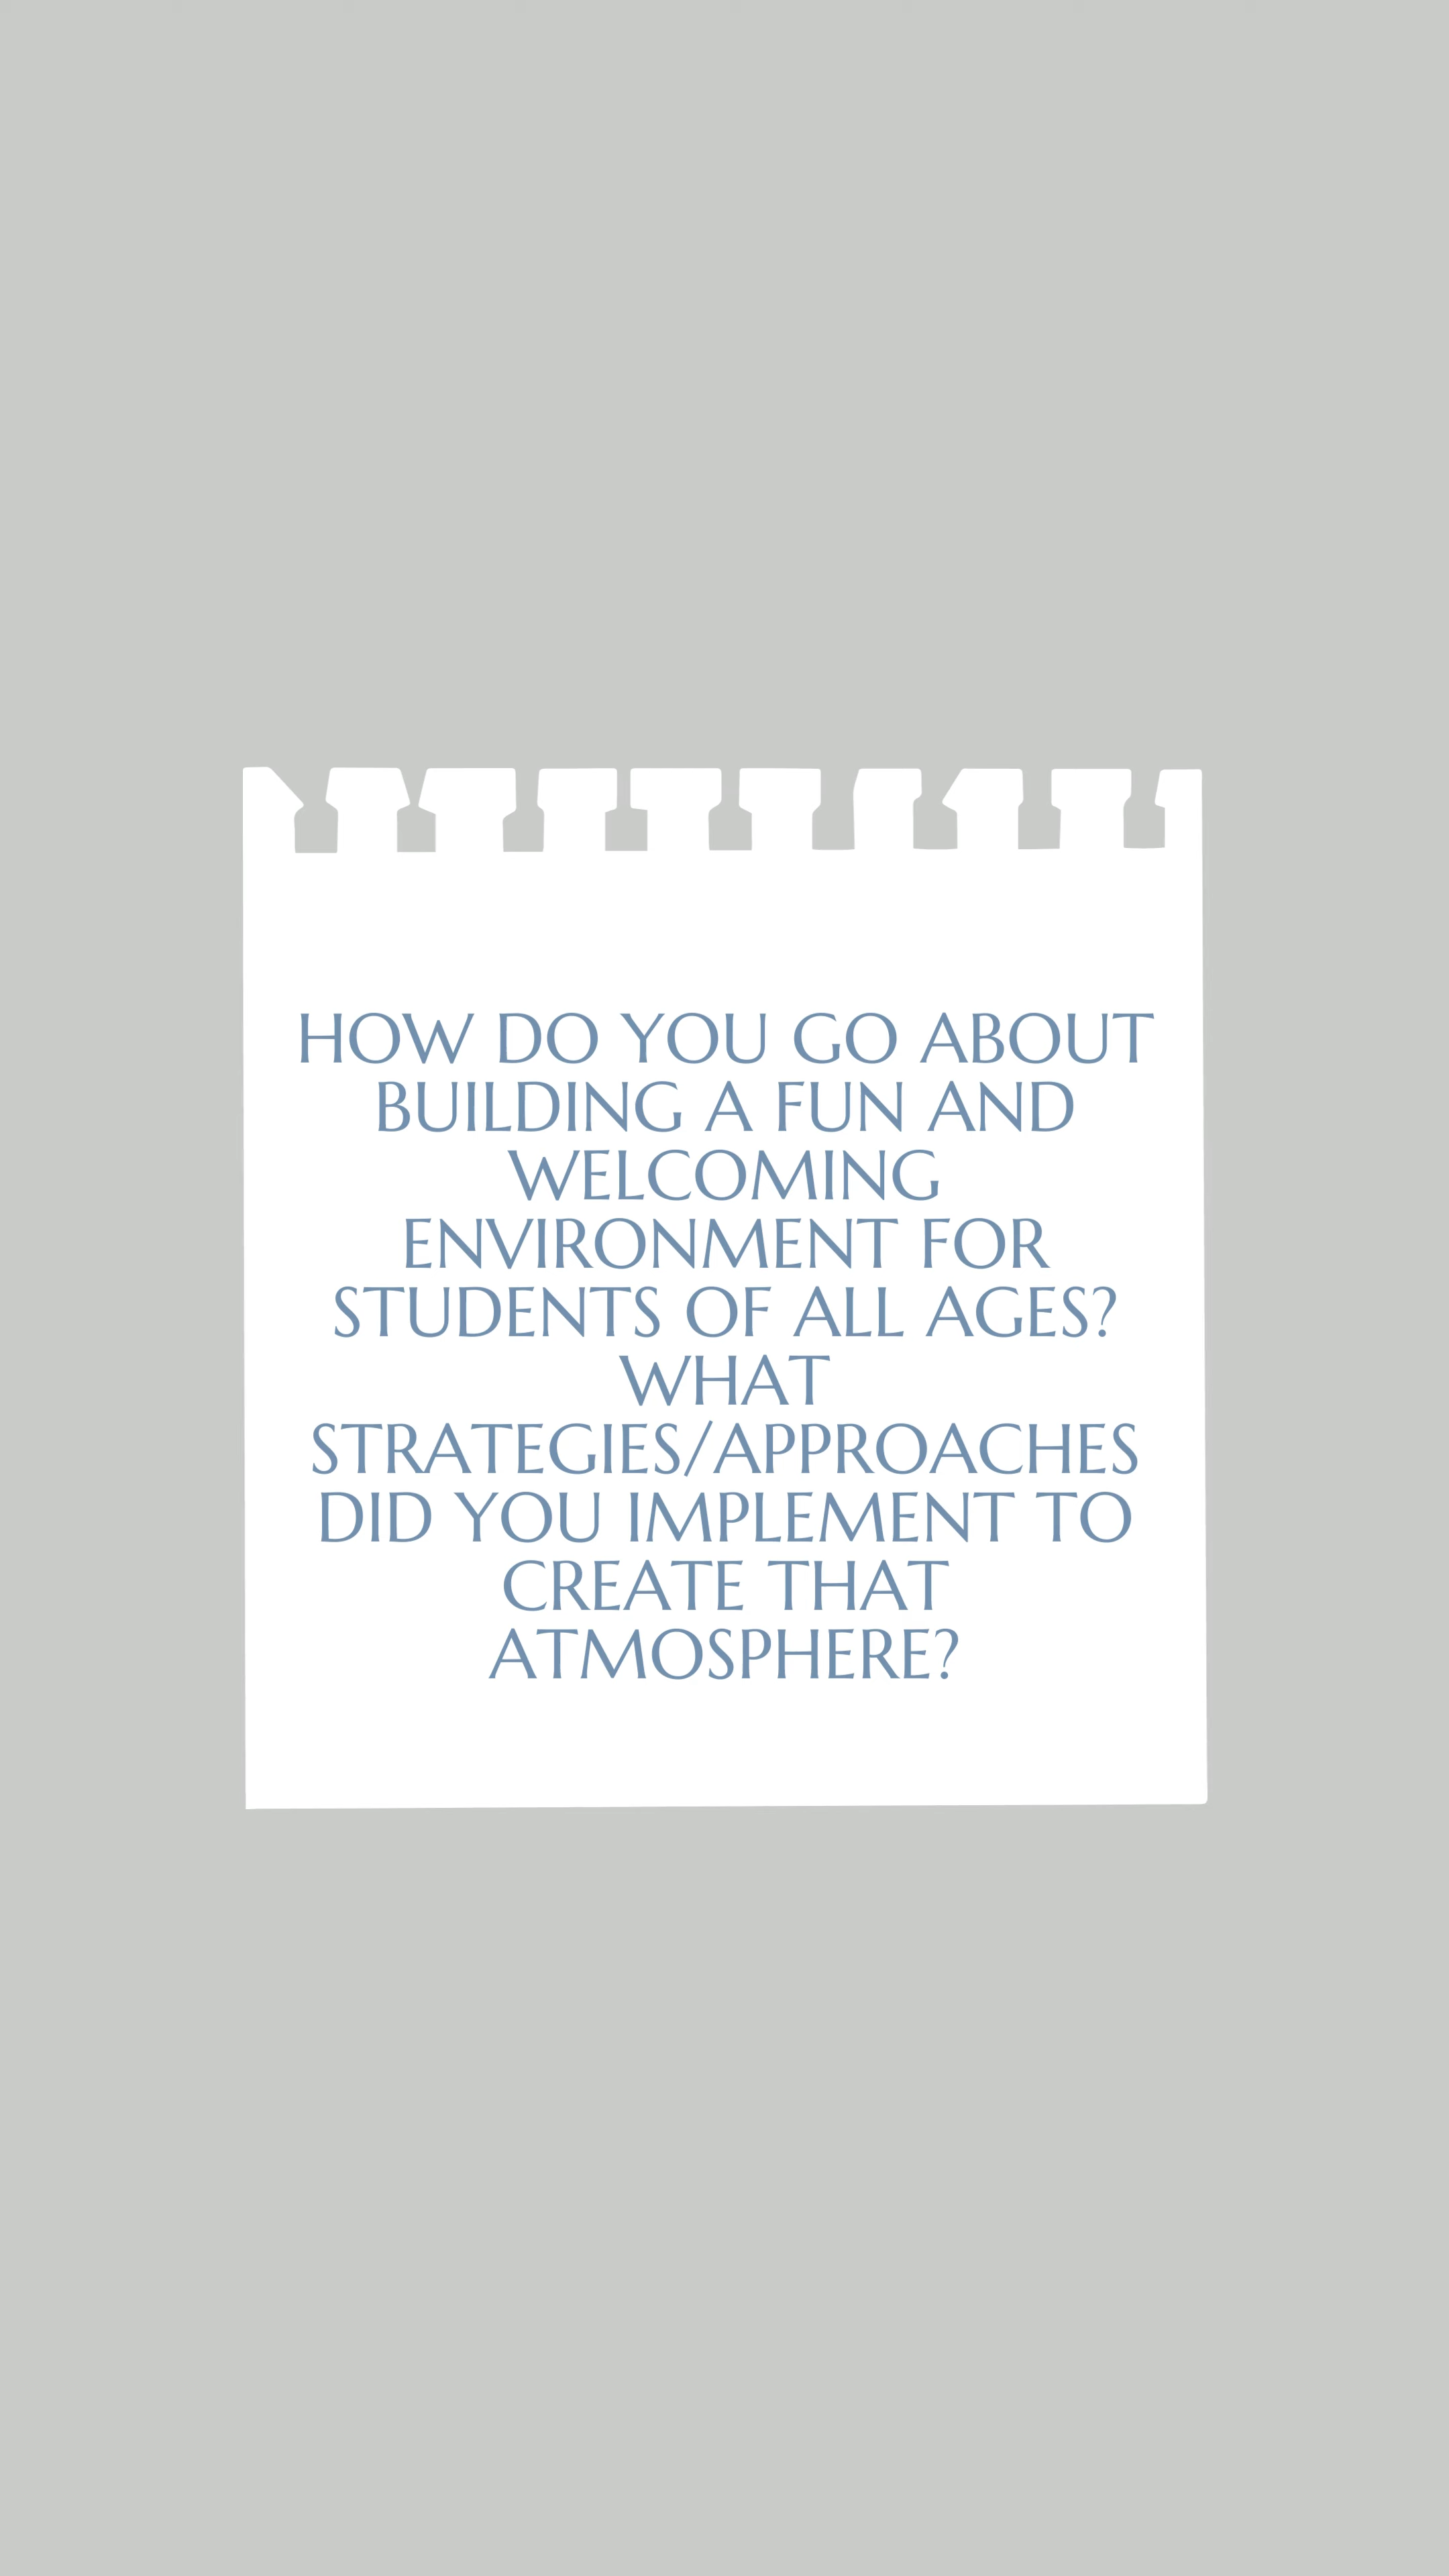 HOW DO YOU GO ABOUT
BUILDING A FUN AND
WELCOMING
ENVIRONMENT FOR
STUDENTS OF ALL AGES?
WHAT
STRATEGIES/APPROACHES
DID YOU IMPLEMENT TO
CREATE THAT
ATMOSPHERE?